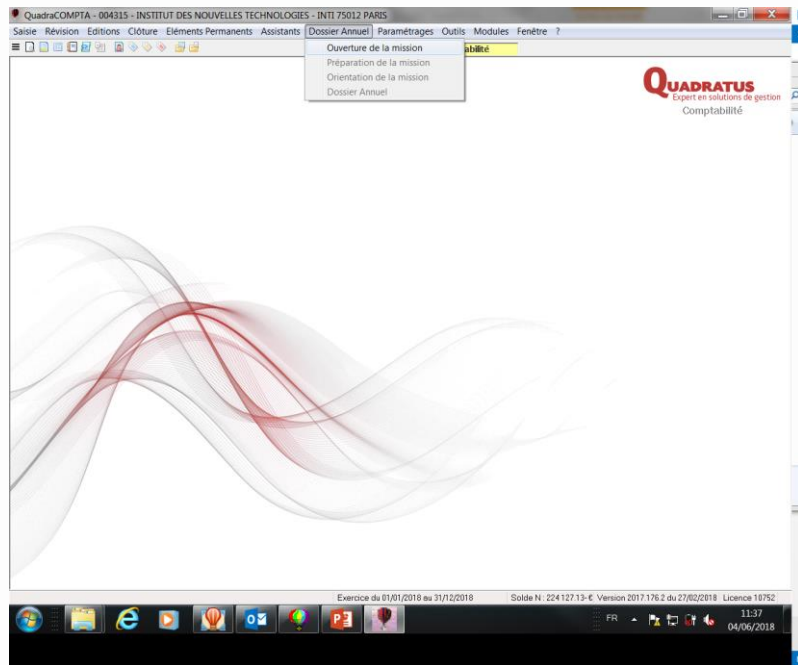 QuadraCOMPTA - 004315 - INSTITUT DES NOUVELLES TECHNOLOGIES - INTI 75012 PARIS
Saisie Révision Editions Clôture Eléments Permanents Assistants Dossier Annuel Paramétrages Outils Modules Fenêtre ?
Ouverture de la mission
abilité
Préparation de la mission
Orientation de la mission
Dossier Annuel
QUADRATUS
Expert en solutions de gestion
Comptabilité
Exercice du 01/01/2018 au 31/12/2018 Solde N : 224 127.13- € Version 2017.176.2 du 27/02/2018 Licence 10752
FR 11:37
04/06/2018